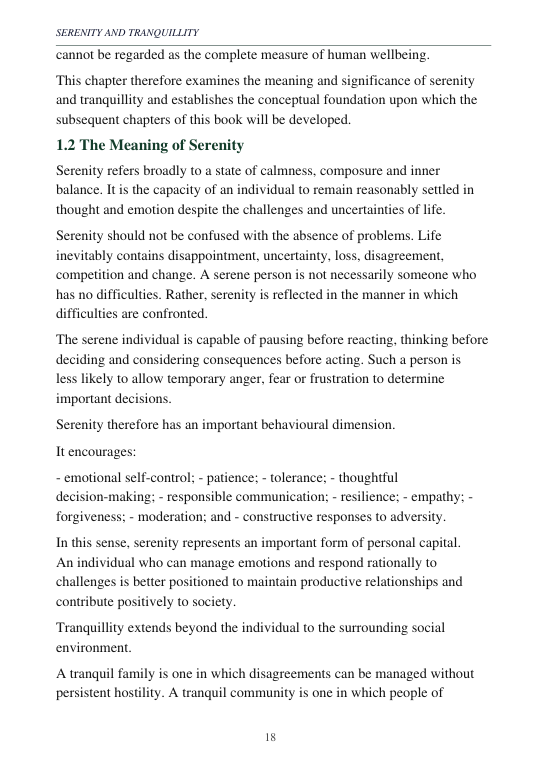 SERENITY AND TRANQUILLITY
cannot be regarded as the complete measure of human wellbeing.
This chapter therefore examines the meaning and significance of serenity
and tranquillity and establishes the conceptual foundation upon which the
subsequent chapters of this book will be developed.
1.2 The Meaning of Serenity
Serenity refers broadly to a state of calmness, composure and inner
balance. It is the capacity of an individual to remain reasonably settled in
thought and emotion despite the challenges and uncertainties of life.
Serenity should not be confused with the absence of problems. Life
inevitably contains disappointment, uncertainty, loss, disagreement,
competition and change. A serene person is not necessarily someone who
has no difficulties. Rather, serenity is reflected in the manner in which
difficulties are confronted.
The serene individual is capable of pausing before reacting, thinking before
deciding and considering consequences before acting. Such a person is
less likely to allow temporary anger, fear or frustration to determine
important decisions.
Serenity therefore has an important behavioural dimension.
It encourages:
- emotional self-control; - patience; - tolerance; - thoughtful
decision-making; - responsible communication; - resilience; - empathy; -
forgiveness; - moderation; and - constructive responses to adversity.
In this sense, serenity represents an important form of personal capital.
An individual who can manage emotions and respond rationally to
challenges is better positioned to maintain productive relationships and
contribute positively to society.
Tranquillity extends beyond the individual to the surrounding social
environment.
A tranquil family is one in which disagreements can be managed without
persistent hostility. A tranquil community is one in which people of
18